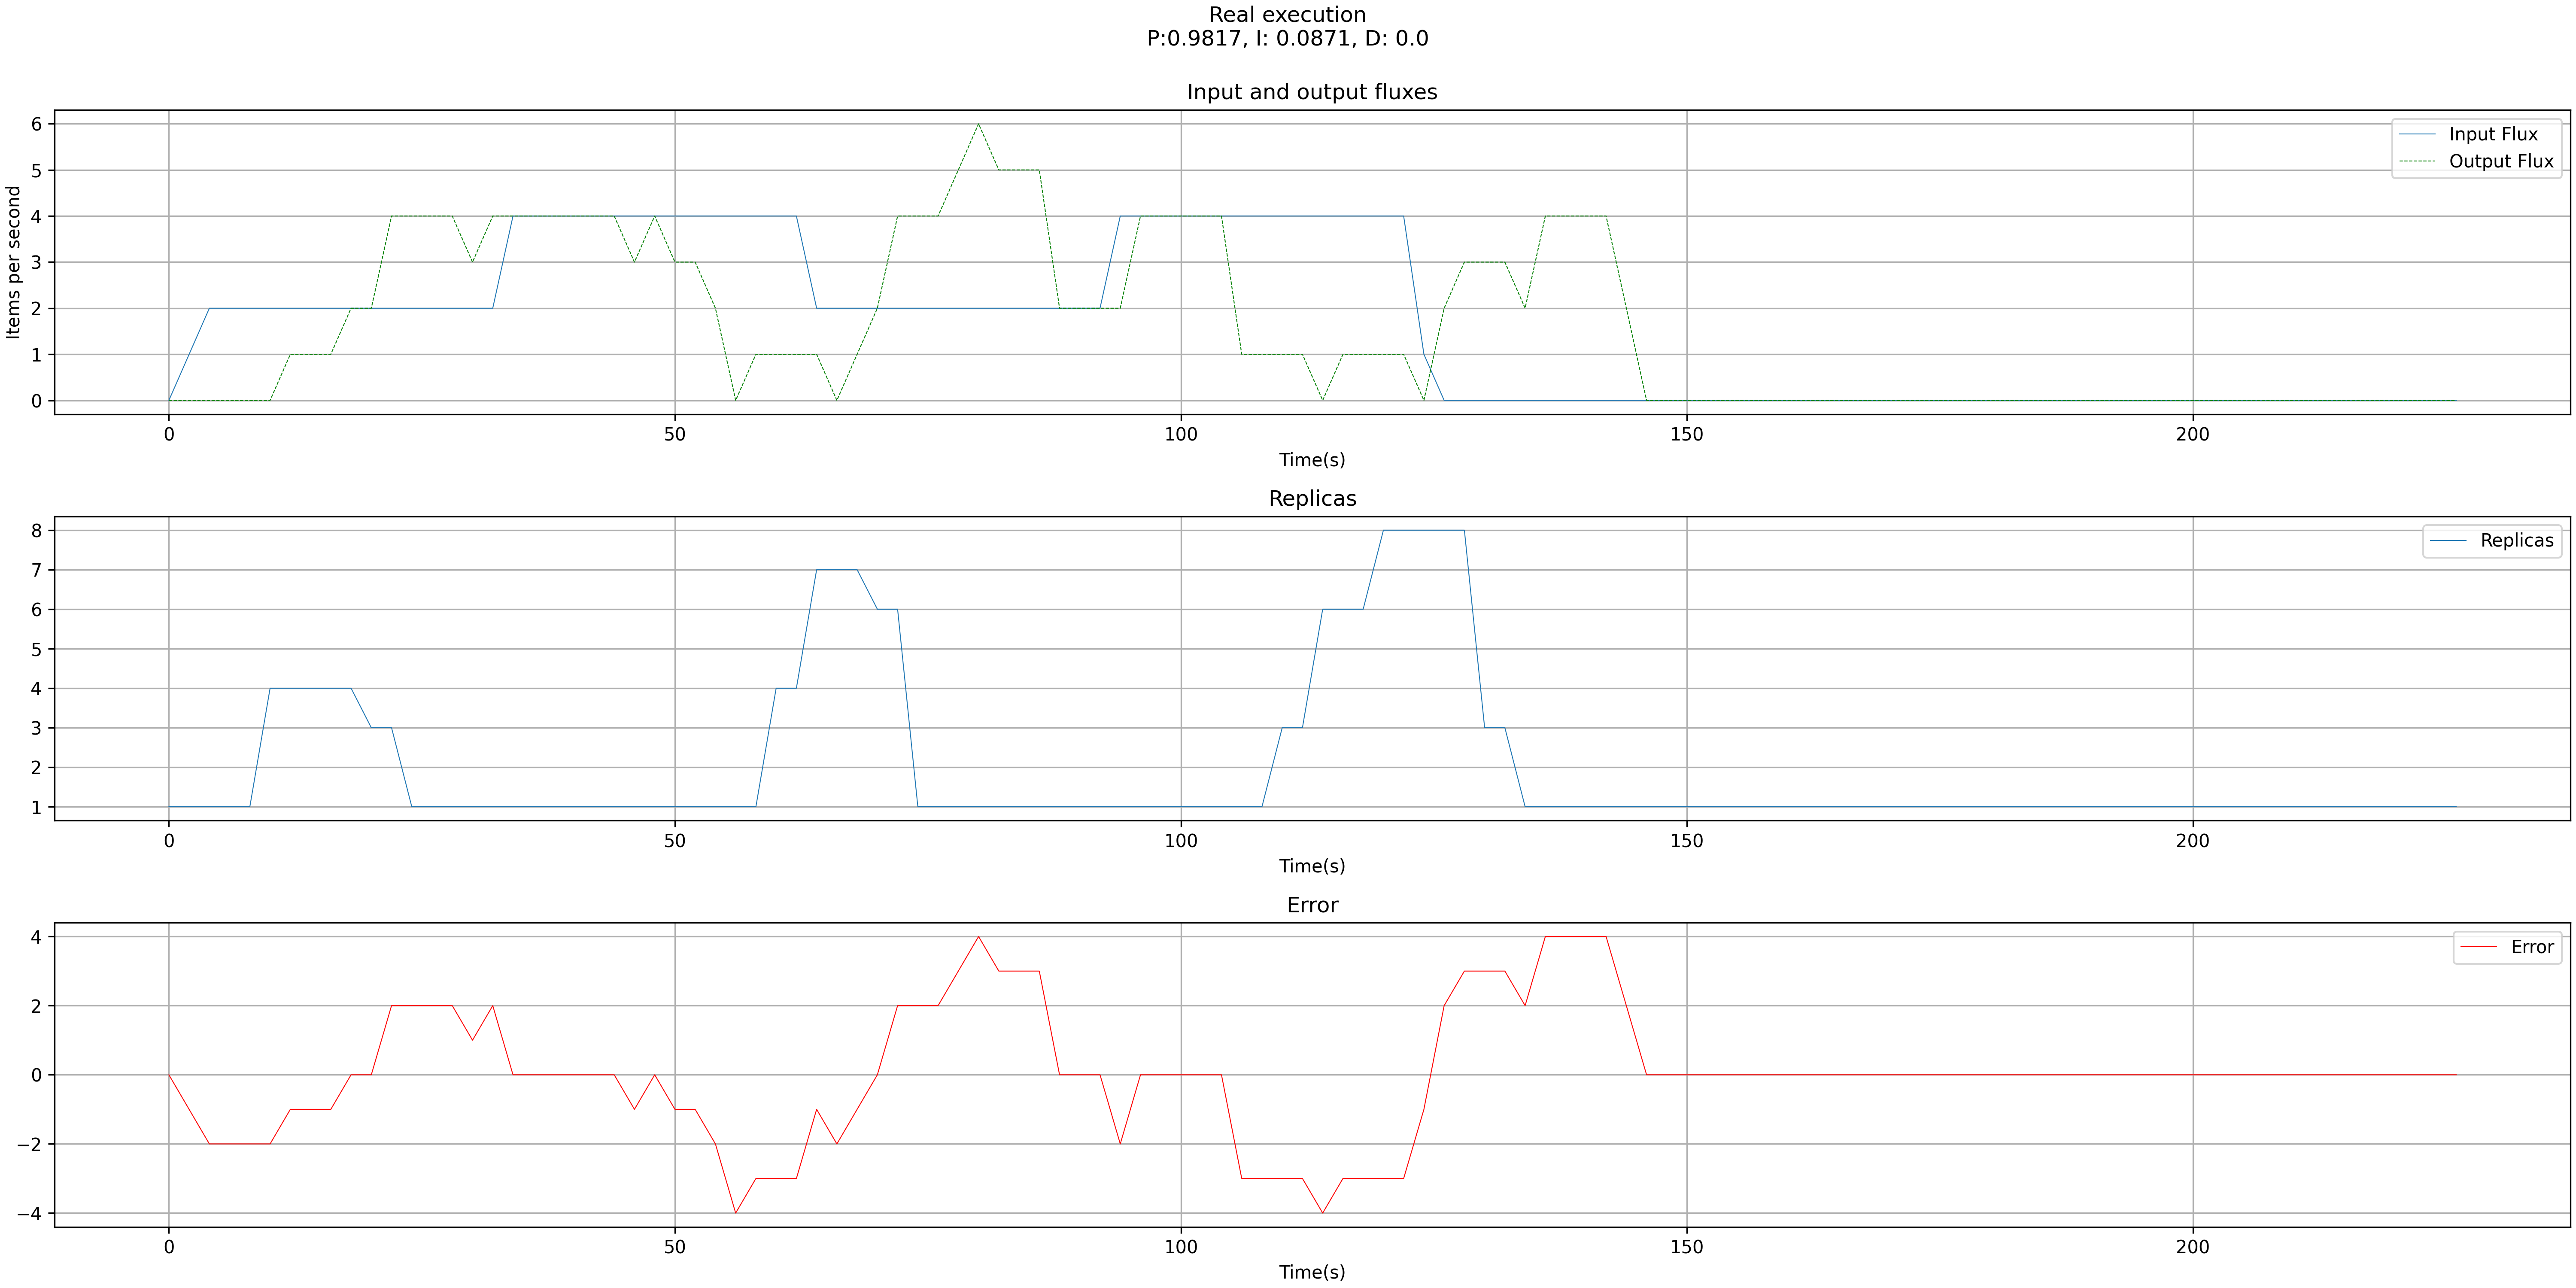 Real execution
P:0.9817, I: 0.0871, D: 0.0
Input and output fluxes
Items per second
6
5
4
3
2
1
0
Input Flux
Output Flux
0 50 100 150 200
Time(s)
Replicas
8
7
6
5
4
3
2
1
Replicas
0 50 100 150 200
Time(s)
Error
4
2
0
−2
−4
Error
0 50 100 150 200
Time(s)